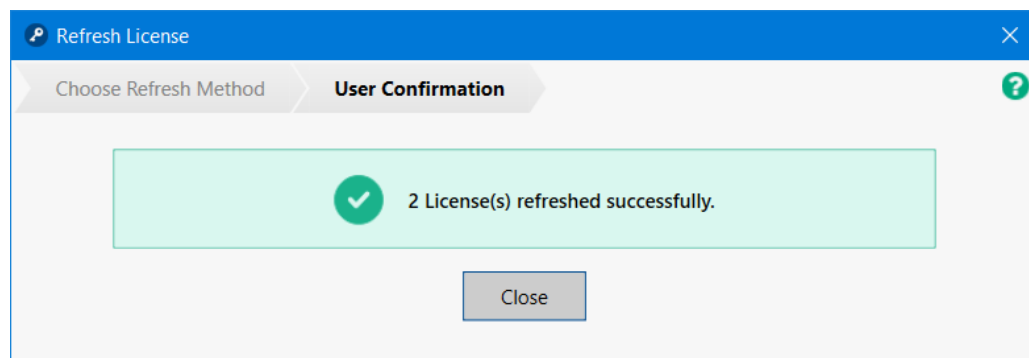 Refresh License
Choose Refresh Method
User Confirmation
?
2 License(s) refreshed successfully.
Close